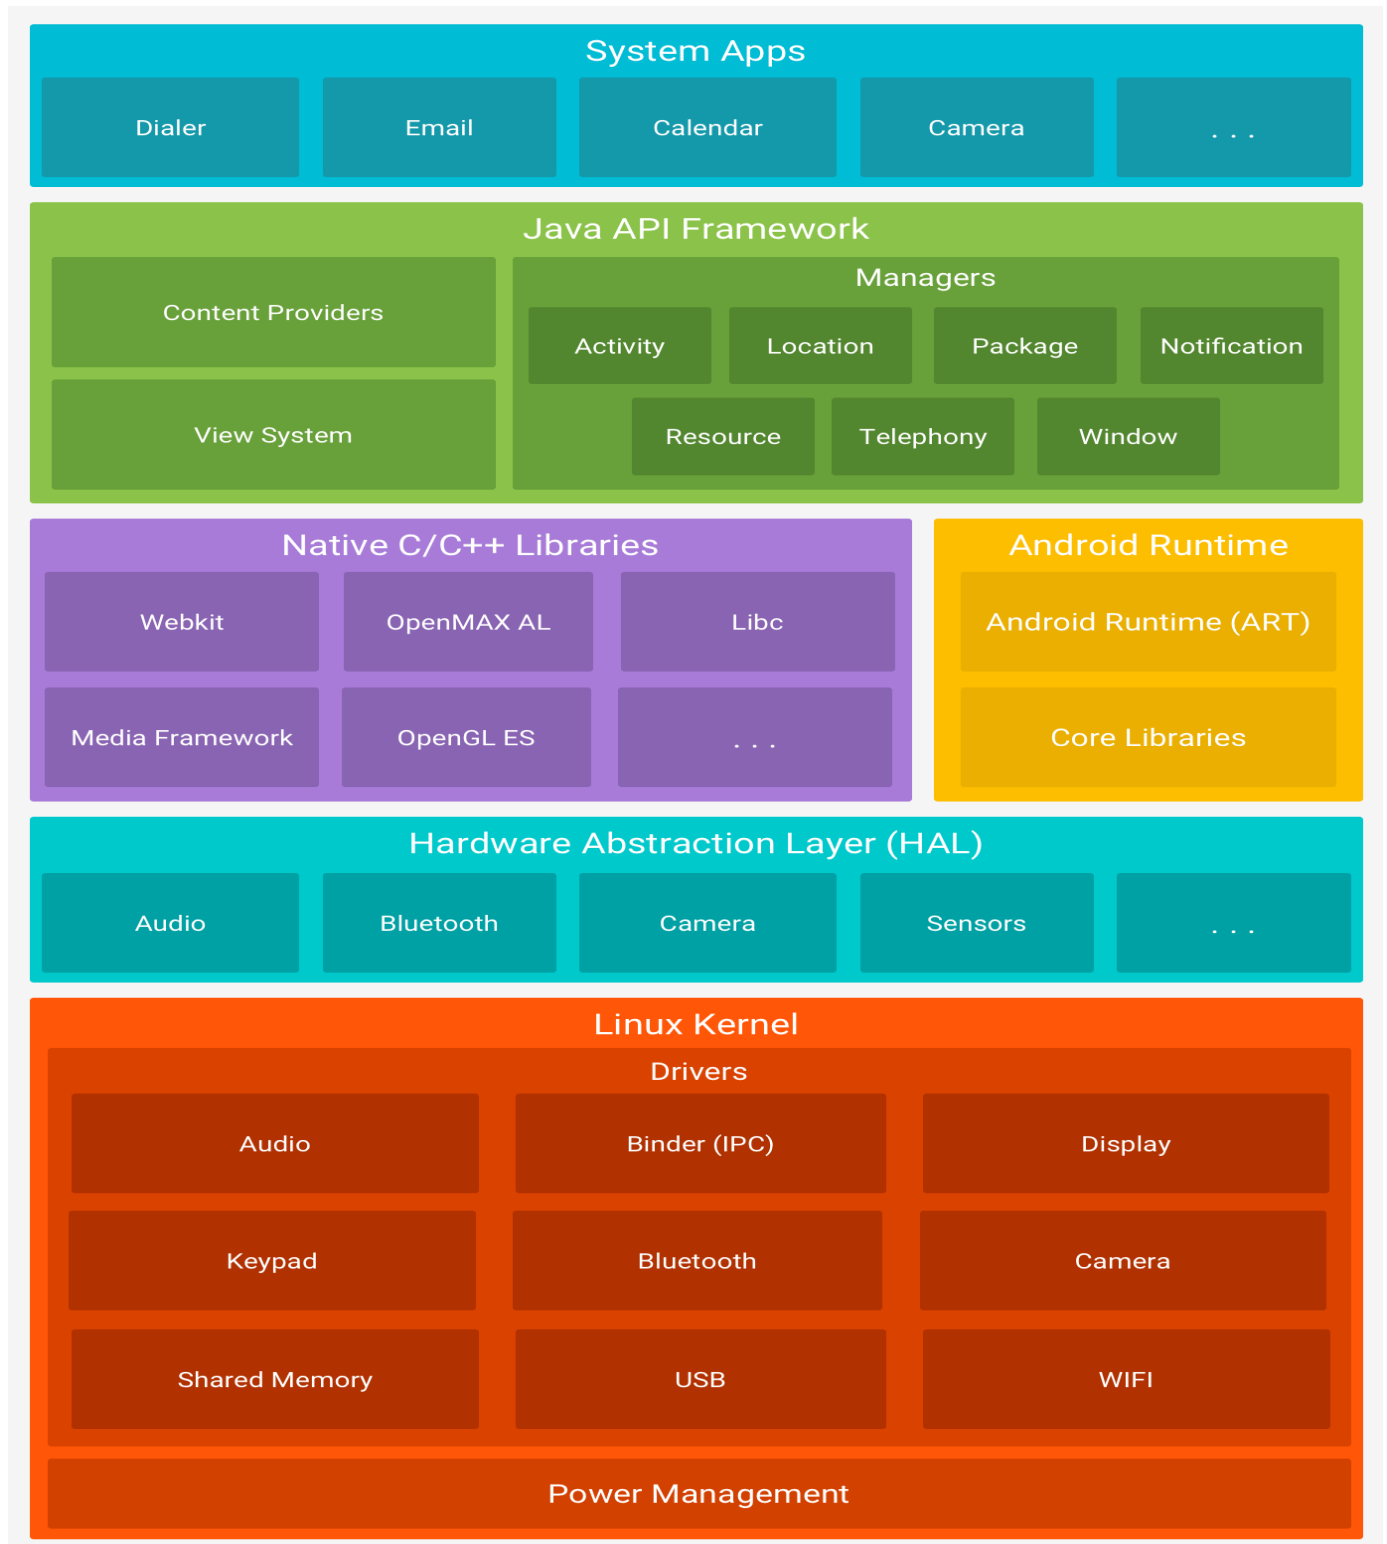 System Apps
Dialer
Email
Calendar
Camera
. . .
Java API Framework
Content Providers
View System
Managers
Activity
Location
Package
Notification
Resource
Telephony
Window
Native C/C++ Libraries
Webkit
OpenMAX AL
Libc
Media Framework
OpenGL ES
. . .
Android Runtime
Android Runtime (ART)
Core Libraries
Hardware Abstraction Layer (HAL)
Audio
Bluetooth
Camera
Sensors
. . .
Linux Kernel
Drivers
Audio
Binder (IPC)
Display
Keypad
Bluetooth
Camera
Shared Memory
USB
WIFI
Power Management